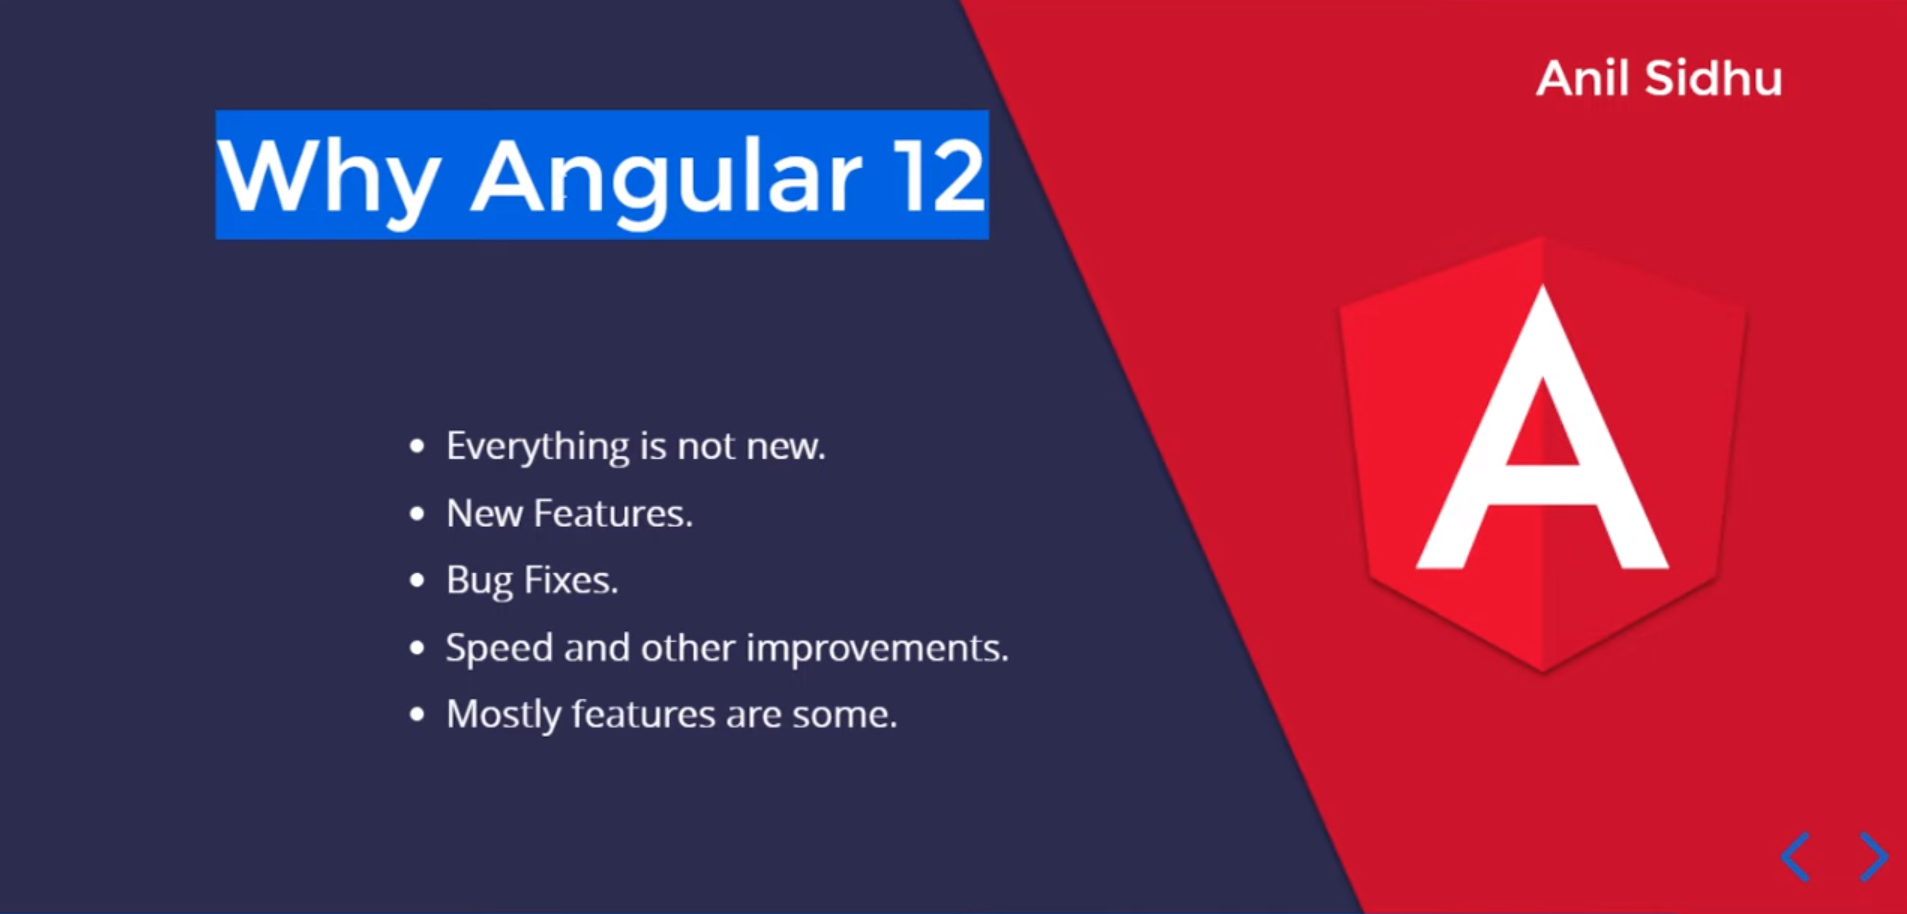 Anil Sidhu
Why Angular 12
• Everything is not new.
• New Features.
• Bug Fixes.
• Speed and other improvements.
• Mostly features are some.